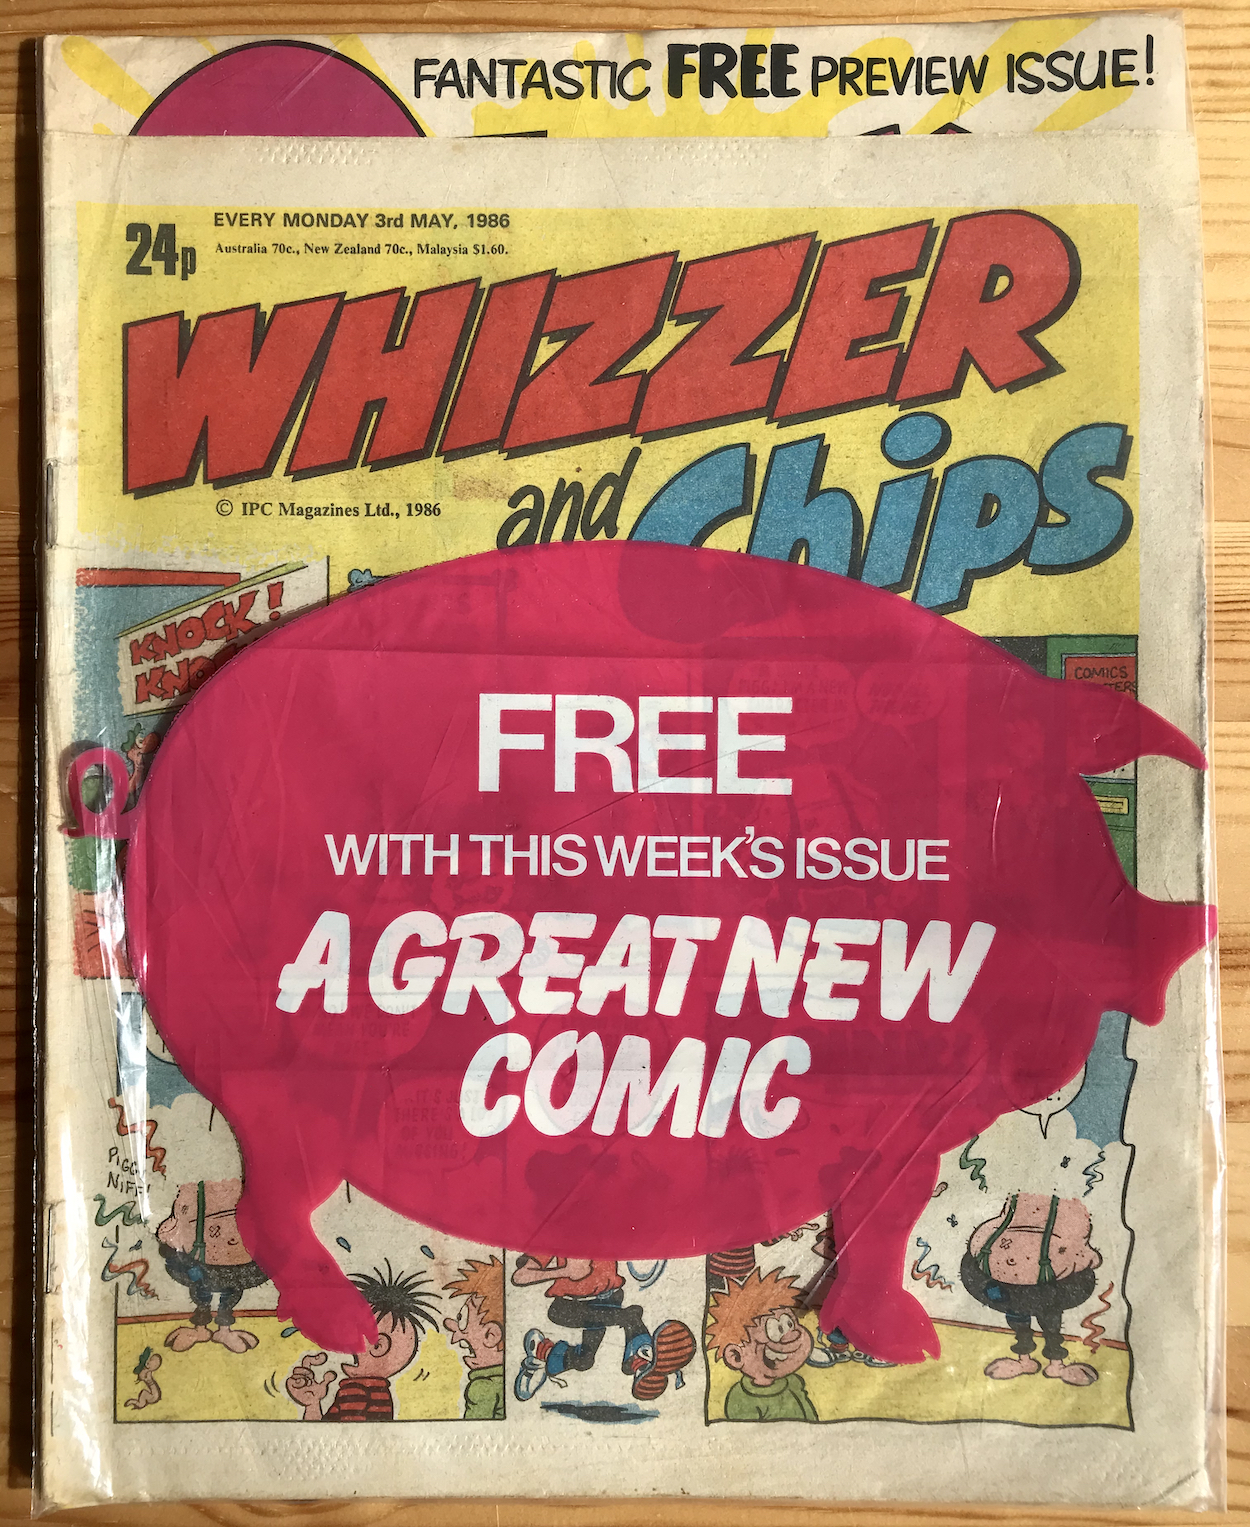 FANTASTIC FREE PREVIEW ISSUE!
24p
EVERY MONDAY 3rd MAY, 1986
Australia 70c., New Zealand 70c., Malaysia $1.60.
WHIZZER
and Chips
© IPC Magazines Ltd., 1986
KNOCK!
COMICS
FREE
WITH THIS WEEK'S ISSUE
A GREAT NEW
COMIC